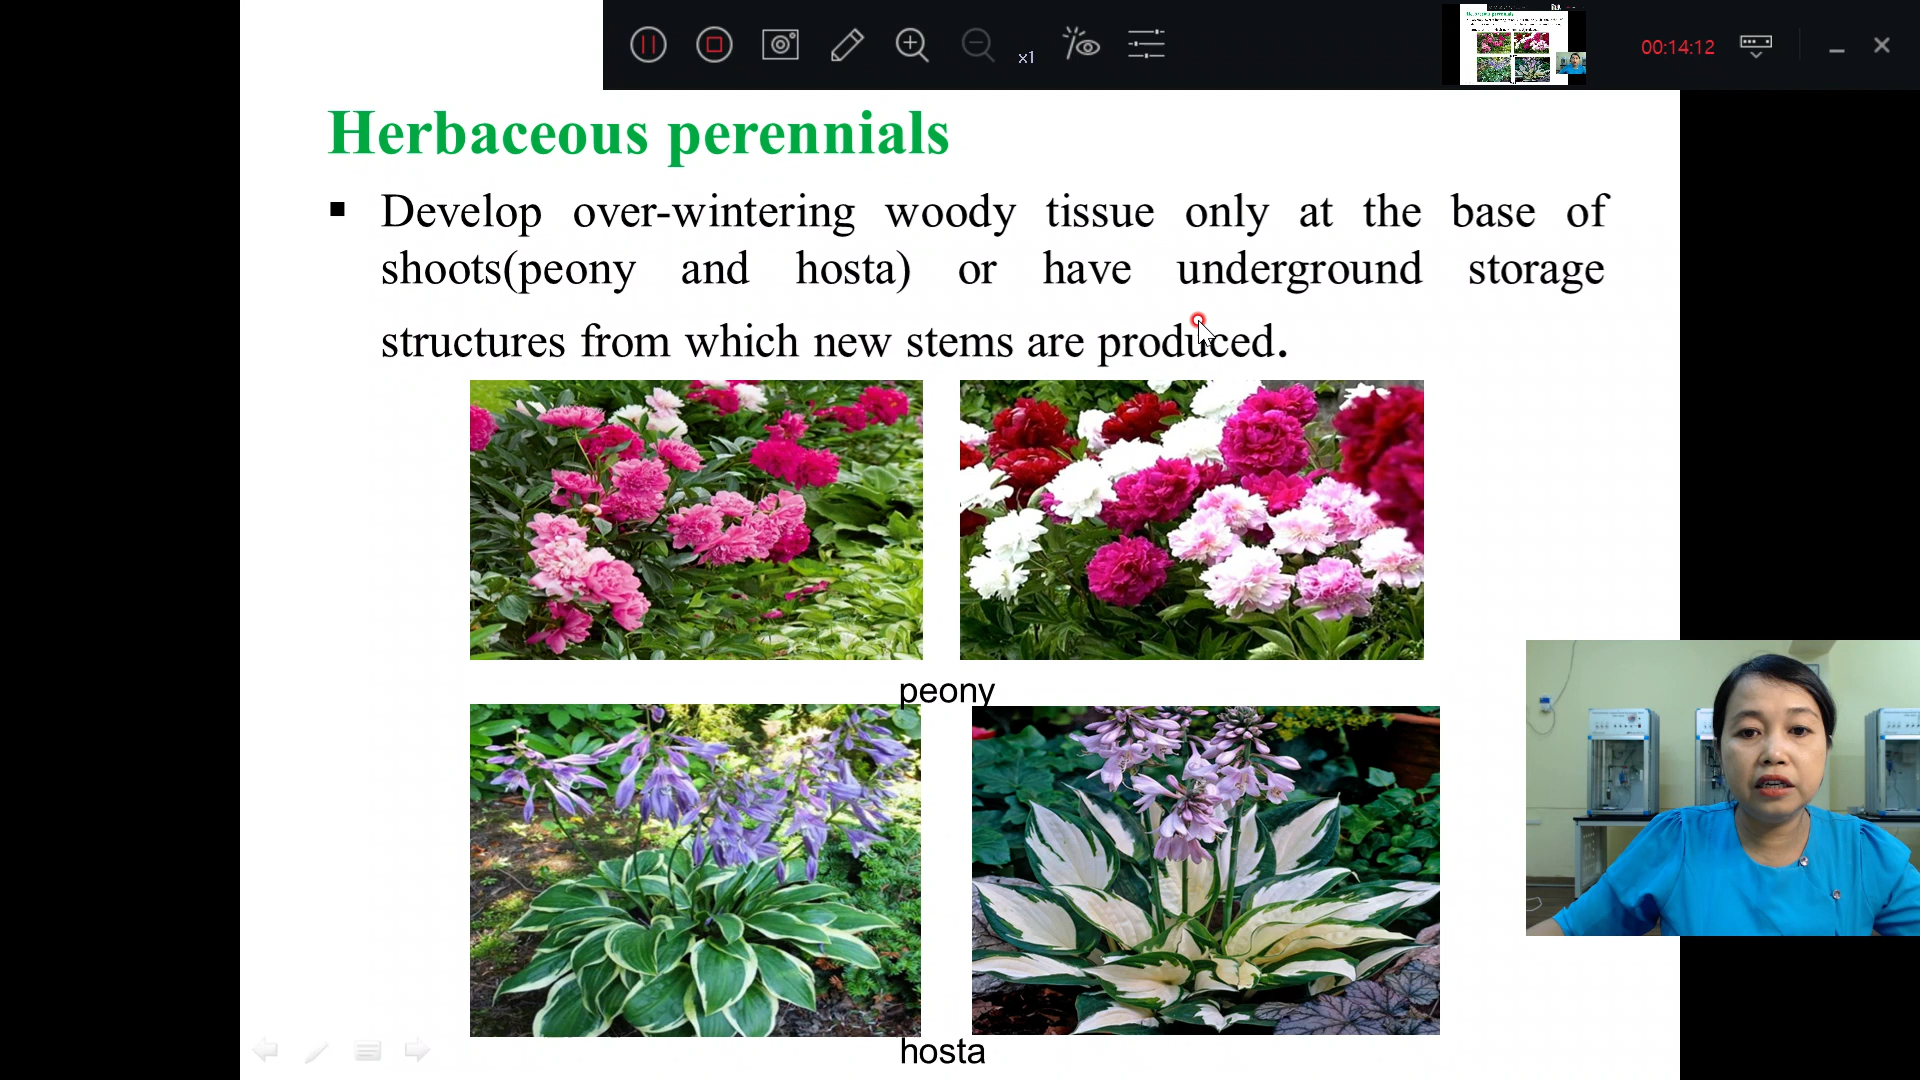 x1
00:14:12
Herbaceous perennials
▪ Develop over-wintering woody tissue only at the base of
shoots(peony and hosta) or have underground storage
structures from which new stems are produced.
peony
hosta